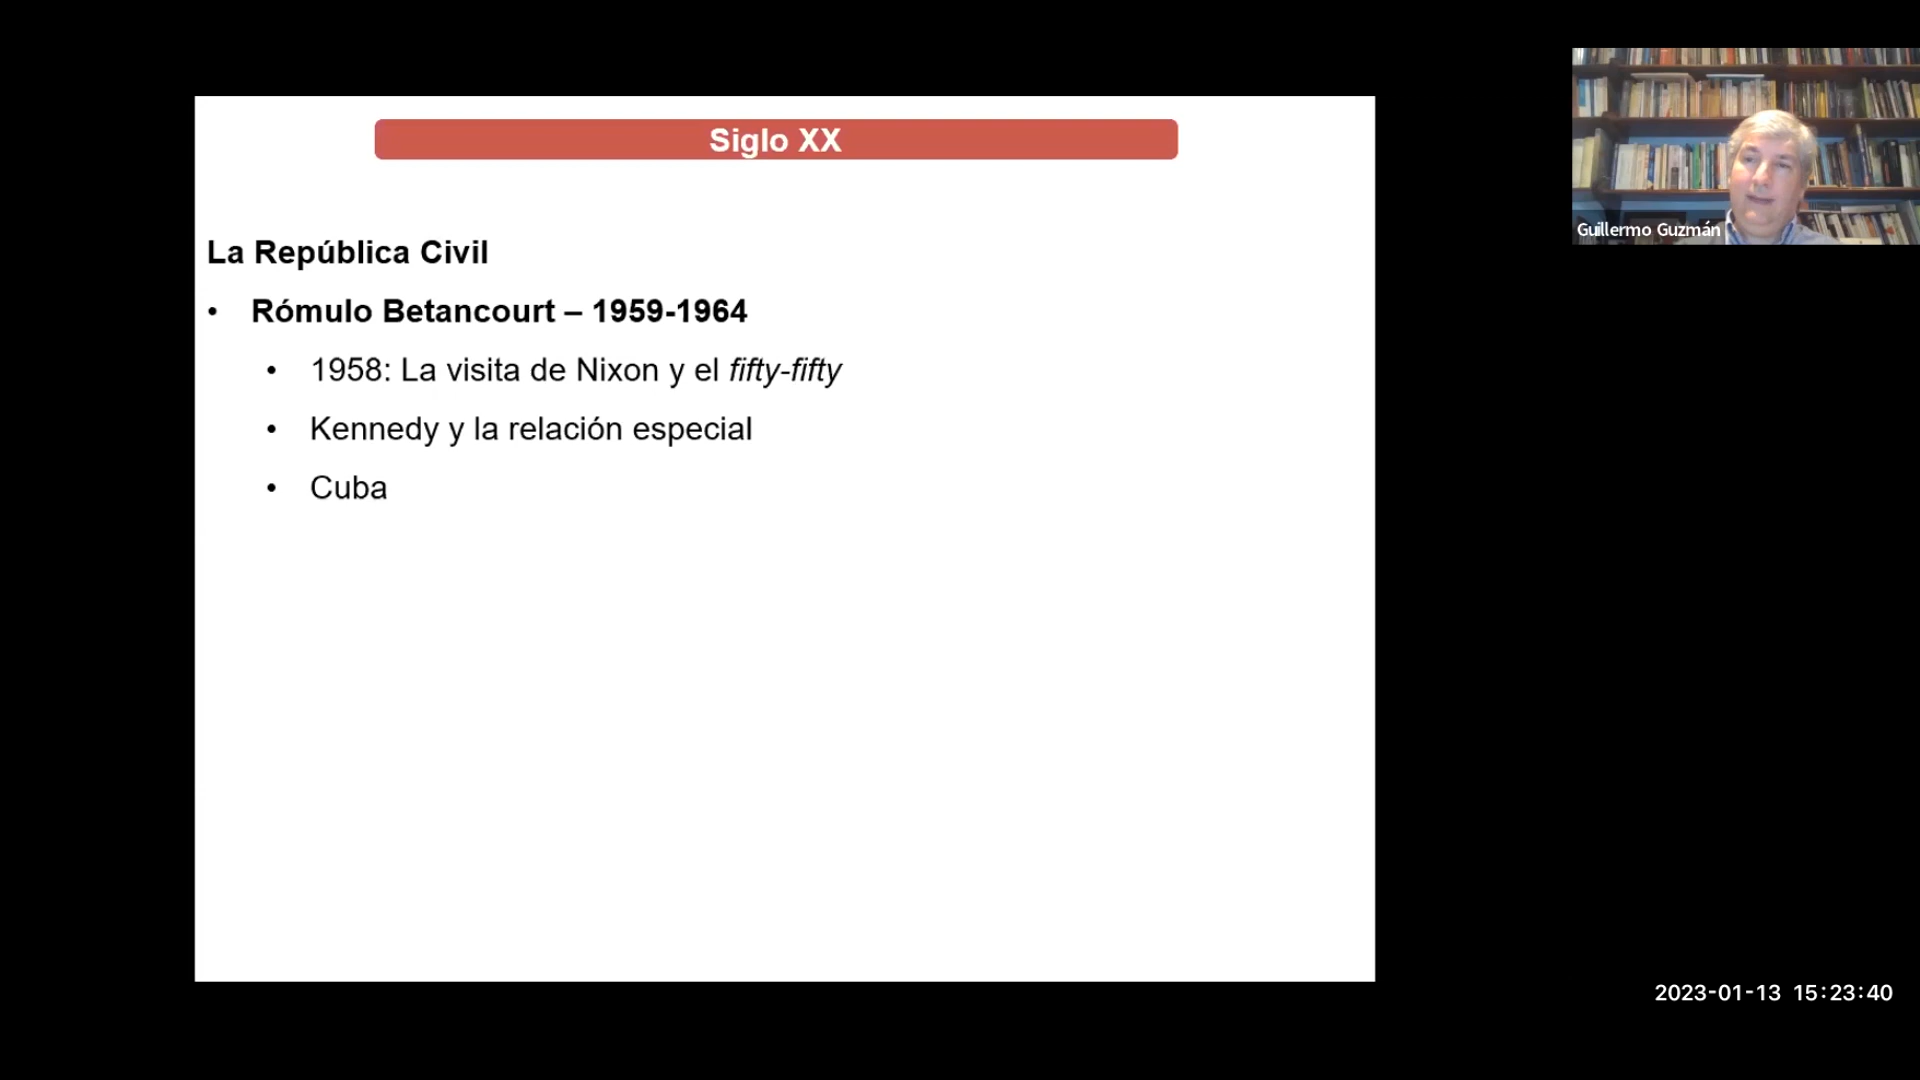 Siglo XX
La República Civil
• Rómulo Betancourt – 1959-1964
• 1958: La visita de Nixon y el fifty-fifty
• Kennedy y la relación especial
• Cuba
Guillermo Guzmán
2023-01-13 15:23:40